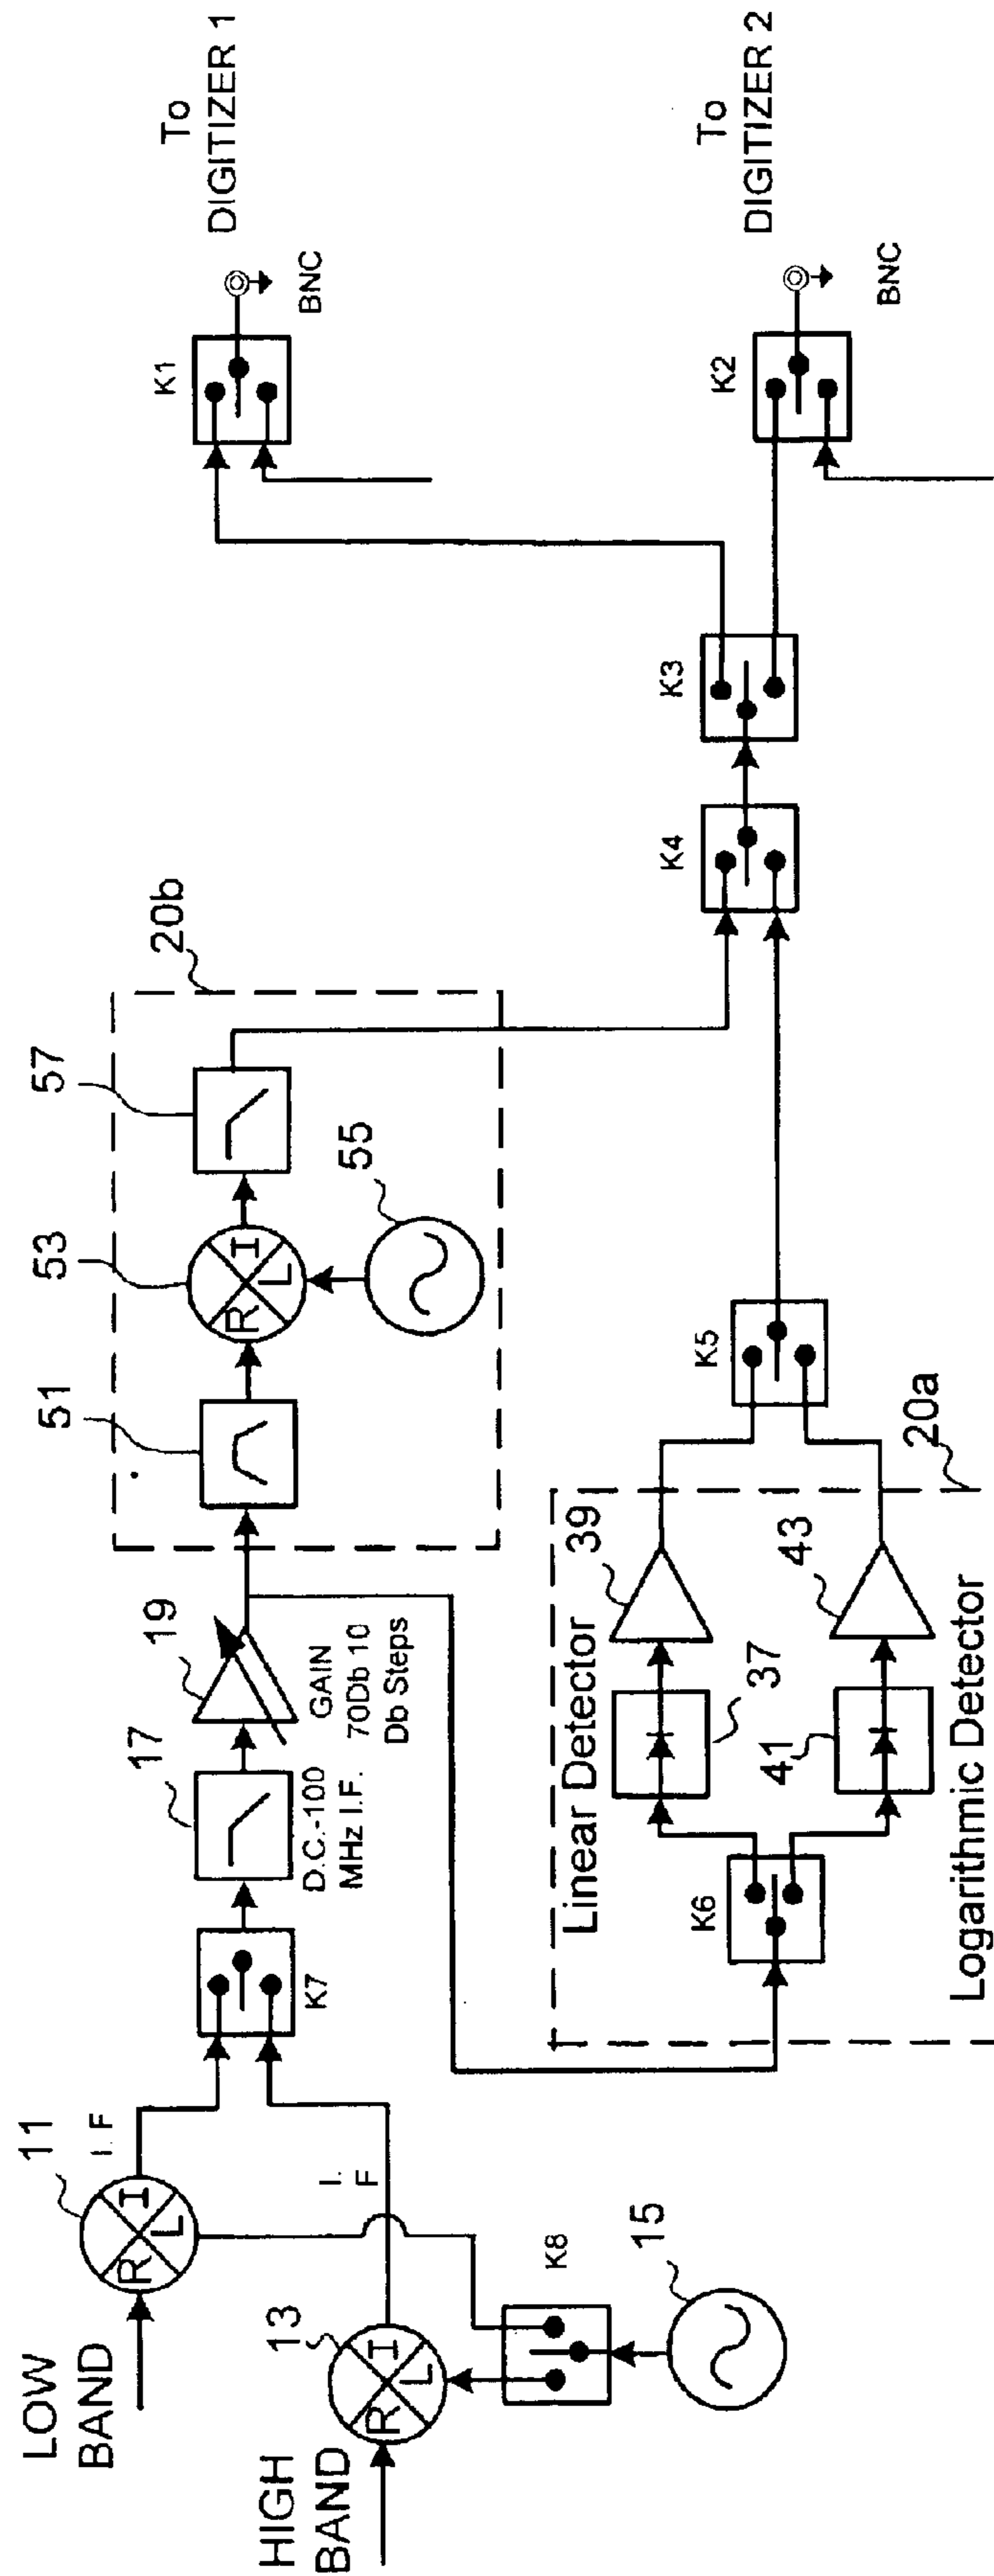 LOW
BAND
HIGH
BAND
11
R
I
L
I. F
13
R
I
L
I.
F
K8
15
K7
17
D.C.-100
MHz I.F.
19
GAIN
70Db 10
Db Steps
51
53
R
I
L
55
57
20b
K6
Linear Detector
37
39
41
43
Logarithmic Detector
20a
K5
K4
K3
K1
BNC
To
DIGITIZER 1
K2
BNC
To
DIGITIZER 2